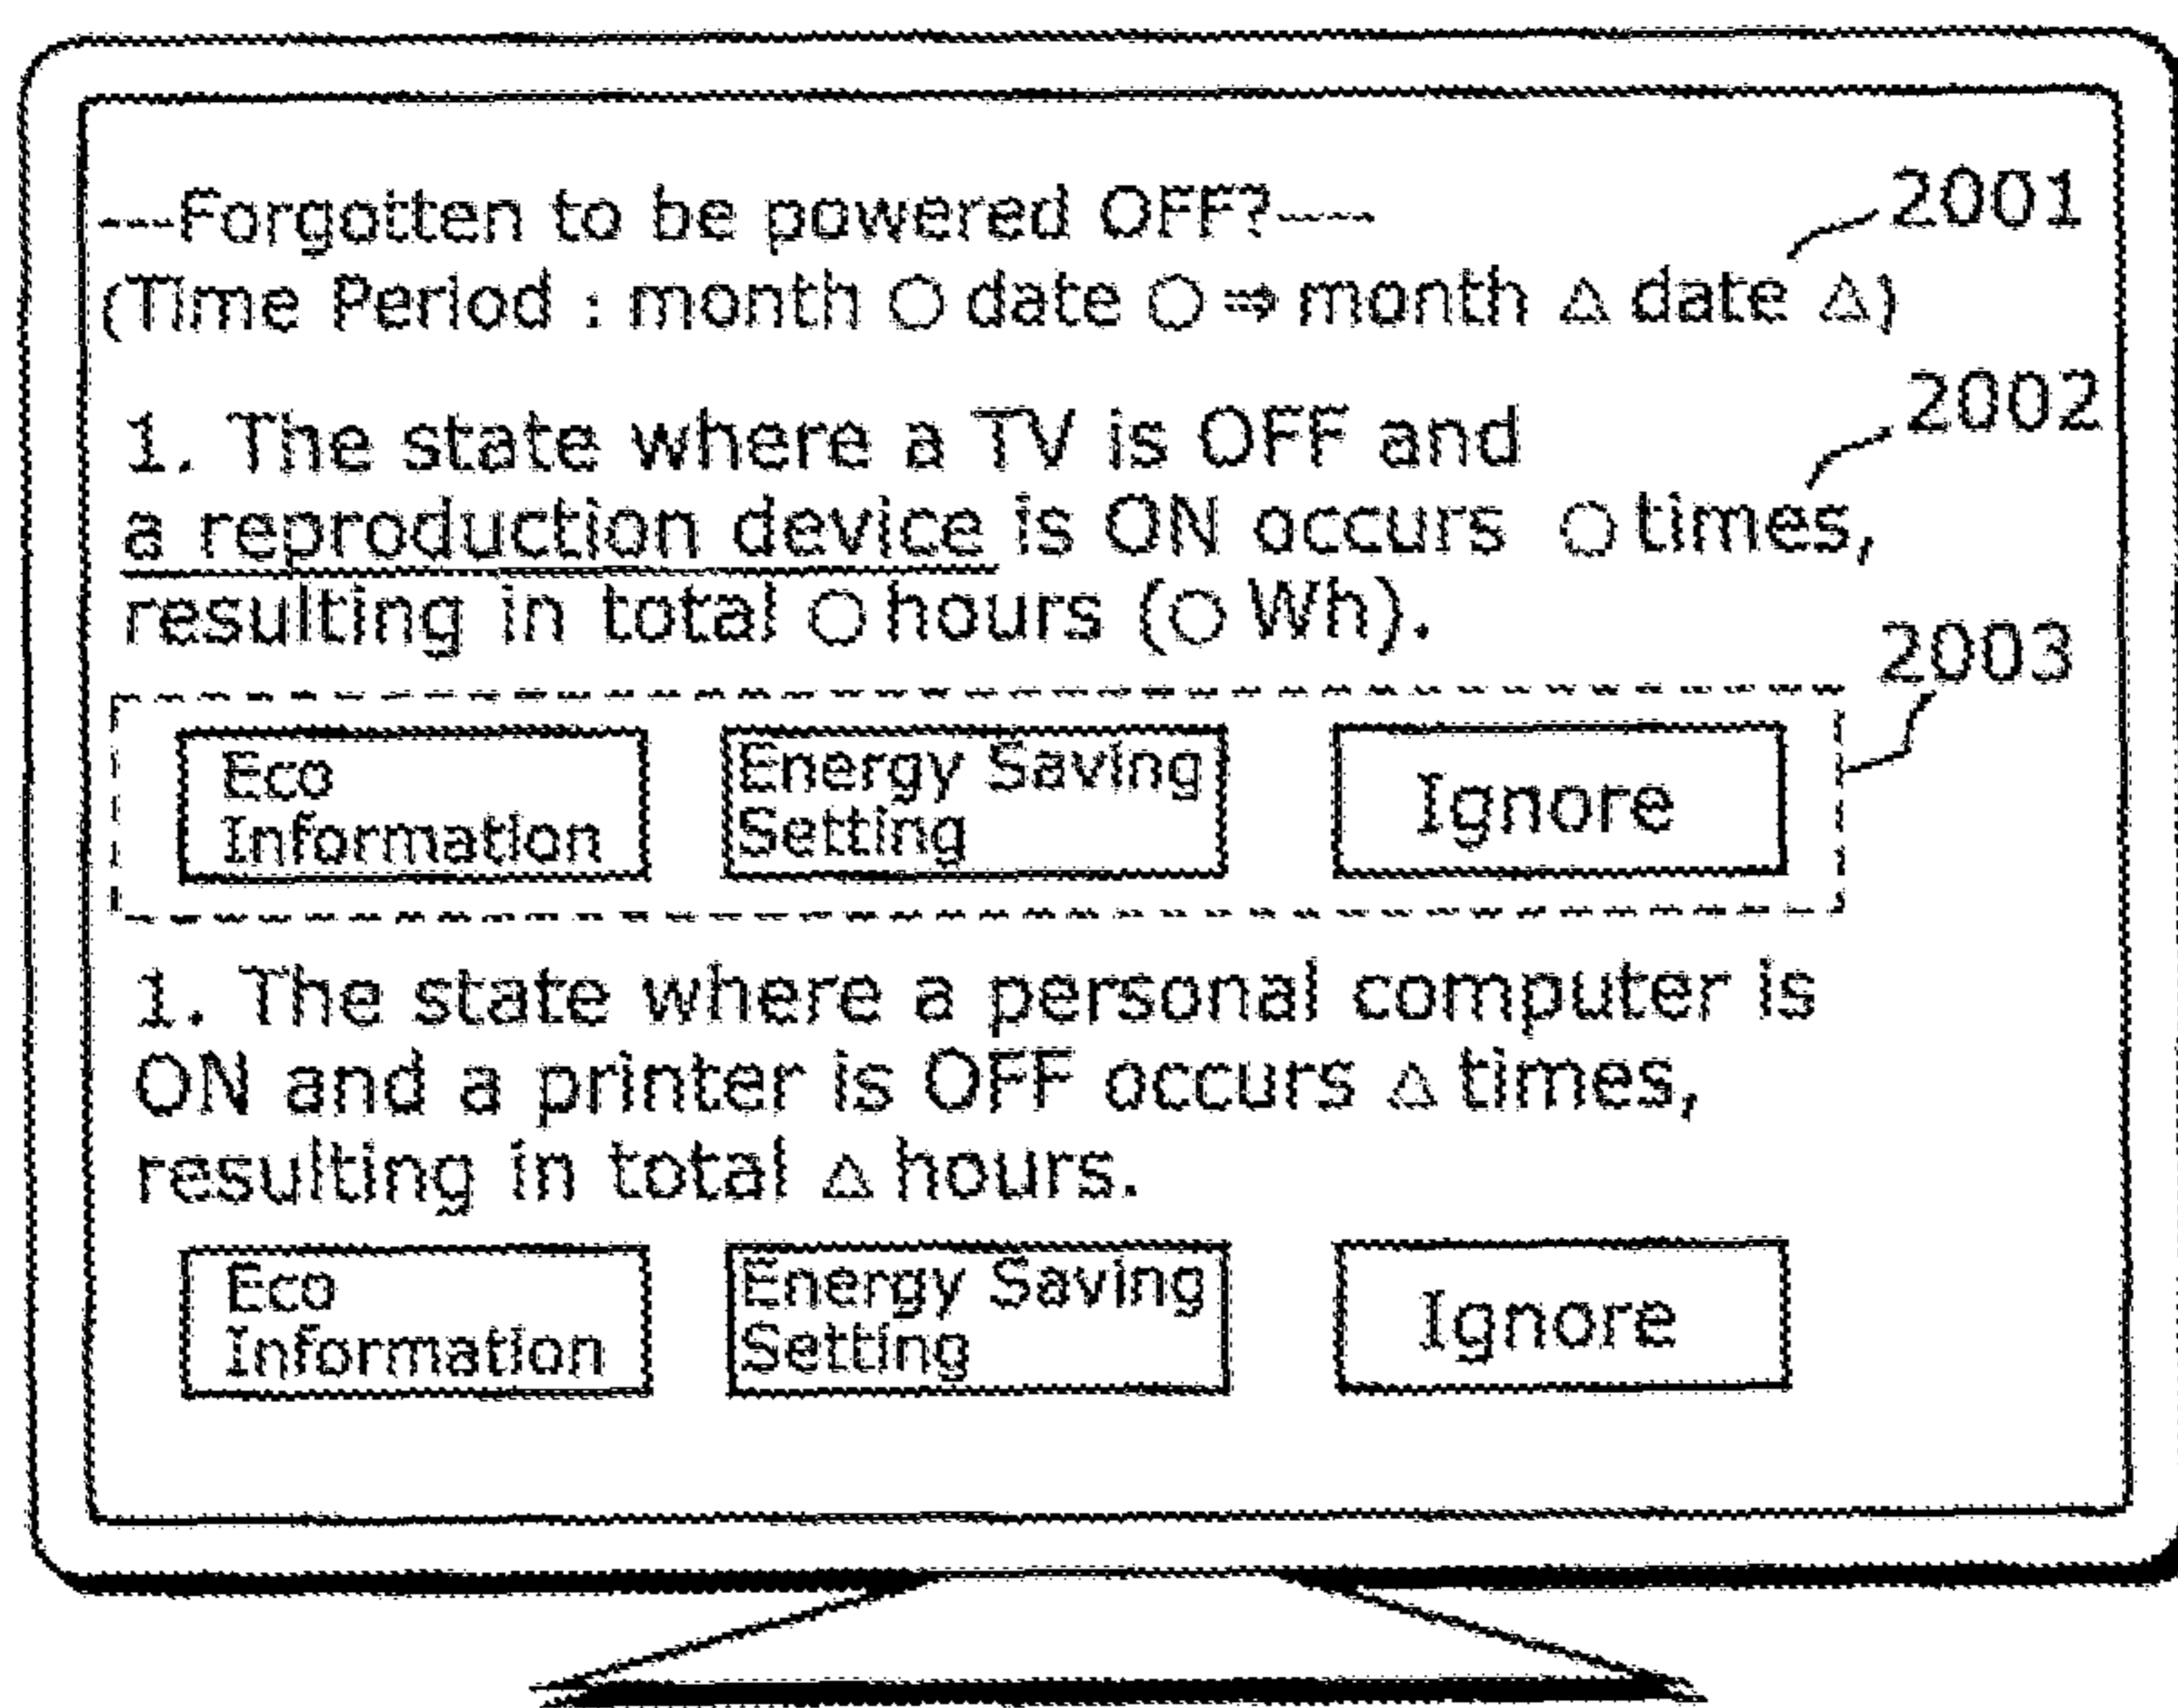 ---Forgotten to be powered OFF?----
2001
(Time Period : month ○ date ○ ⇒ month △ date △)
2002
1. The state where a TV is OFF and
a reproduction device is ON occurs ○ times,
resulting in total ○ hours (○ Wh).
2003
Eco Information
Energy Saving Setting
Ignore
1. The state where a personal computer is
ON and a printer is OFF occurs △ times,
resulting in total △ hours.
Eco Information
Energy Saving Setting
Ignore